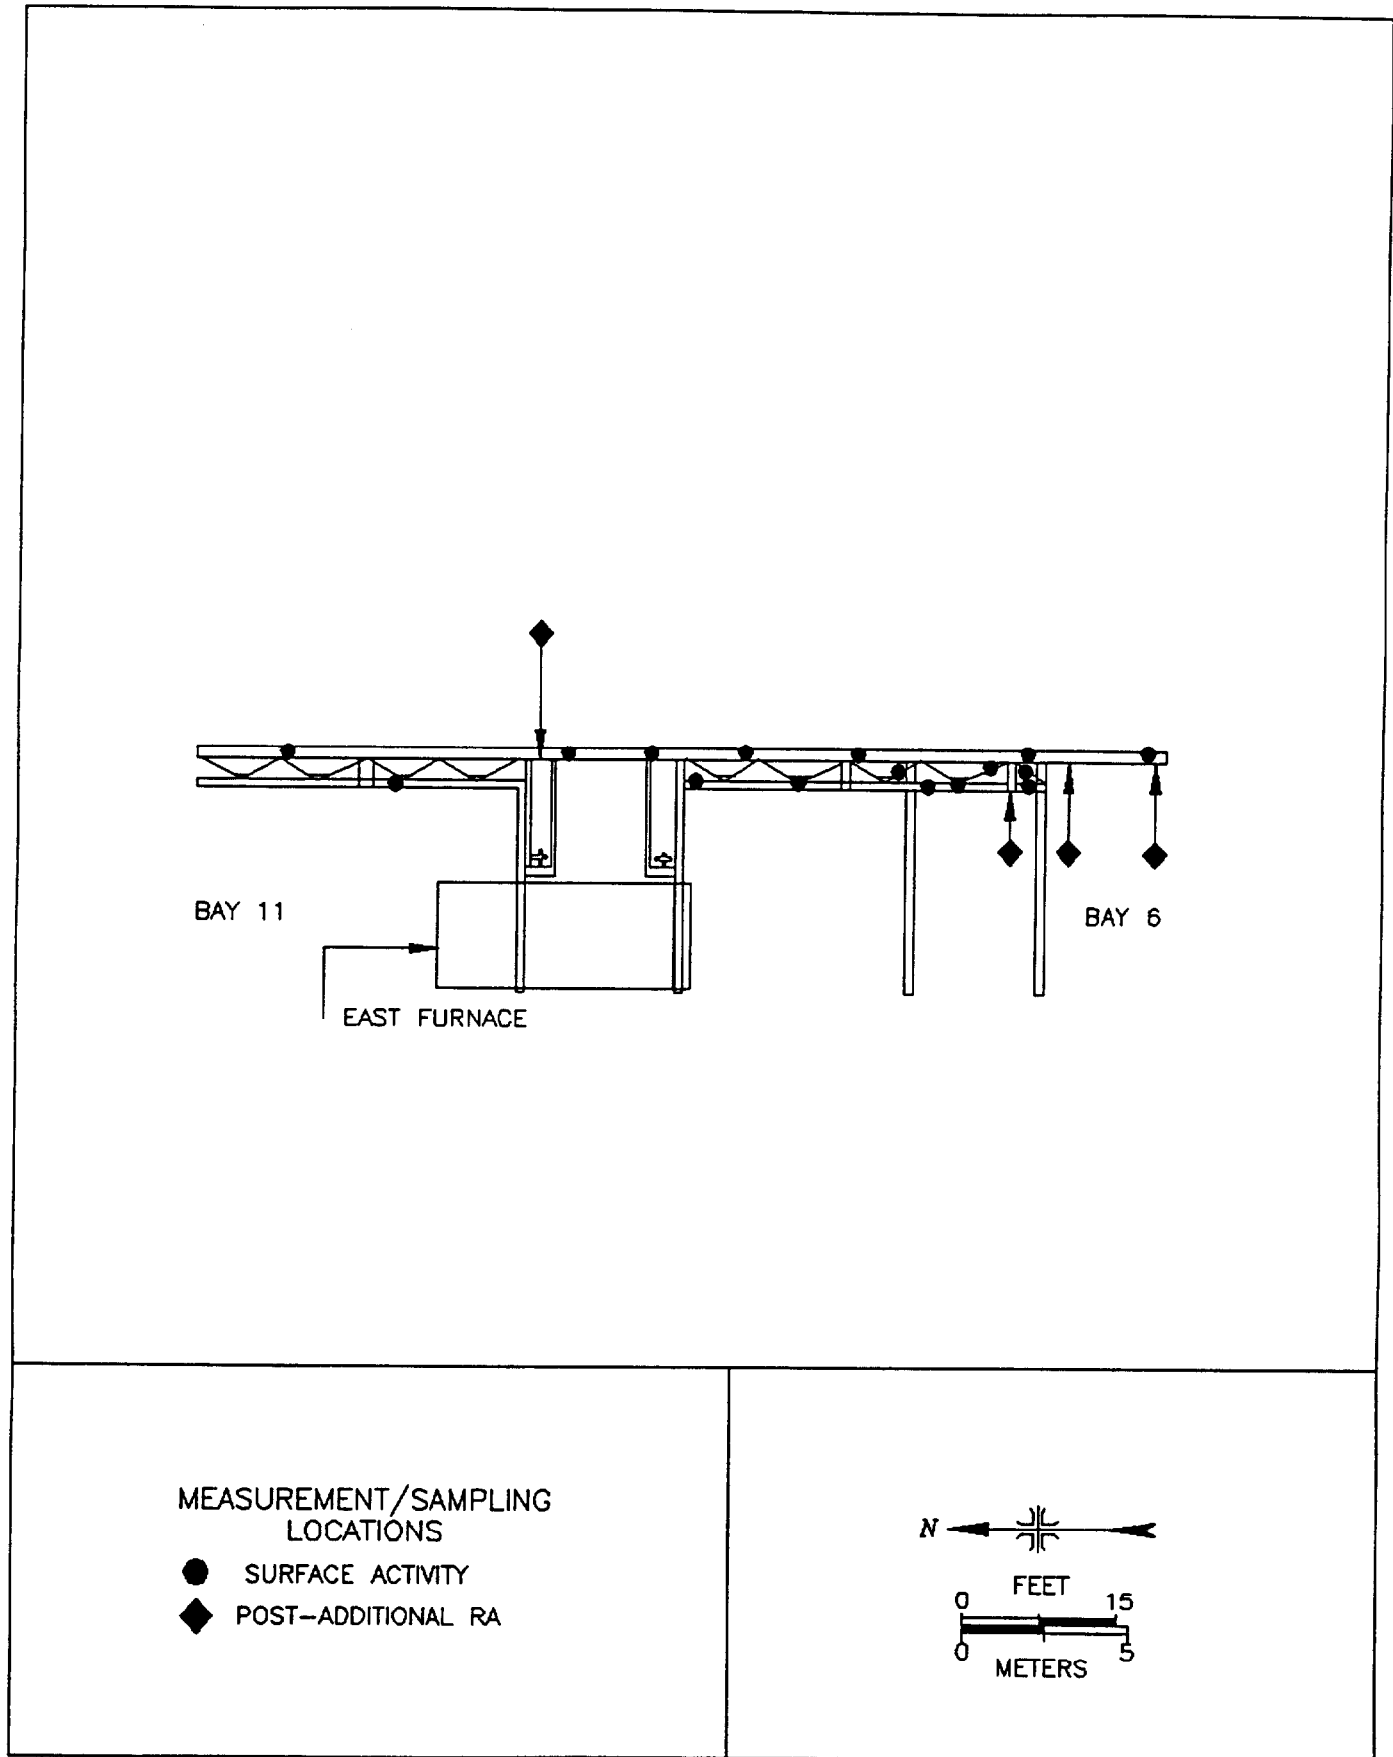 BAY 11
BAY 6
EAST FURNACE
MEASUREMENT/SAMPLING
LOCATIONS
SURFACE ACTIVITY
POST-ADDITIONAL RA
N
FEET
0 15
0 5
METERS